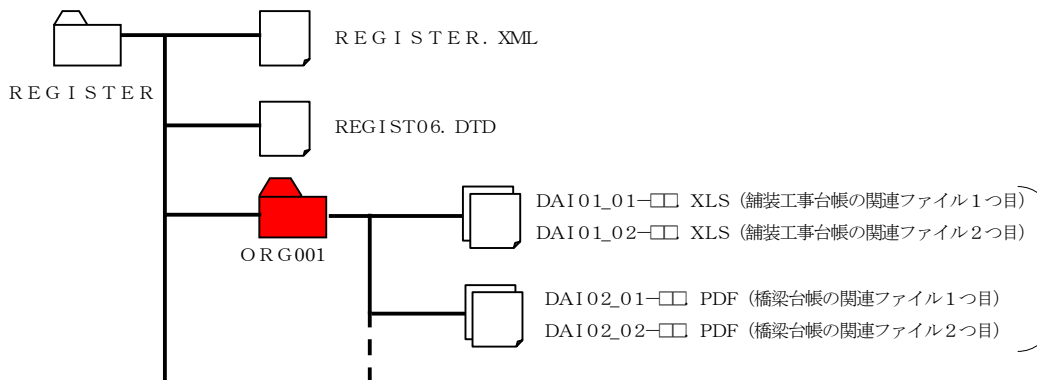 REGISTER. XML
REGISTER
REGIST06. DTD
DAI01_01-□□. XLS (舗装工事台帳の関連ファイル1つ目)
DAI01_02-□□. XLS (舗装工事台帳の関連ファイル2つ目)
ORG001
DAI02_01-□□. PDF (橋梁台帳の関連ファイル1つ目)
DAI02_02-□□. PDF (橋梁台帳の関連ファイル2つ目)